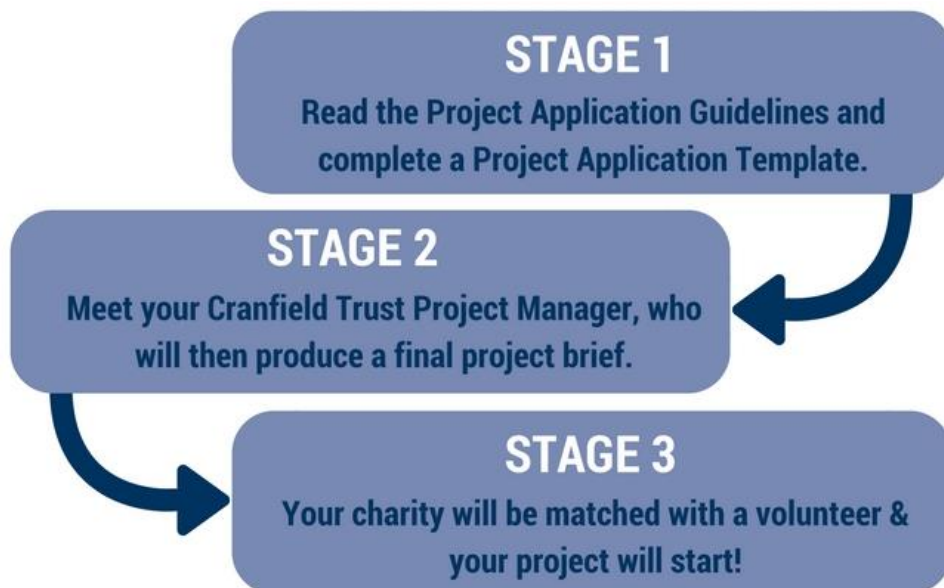 STAGE 1
Read the Project Application Guidelines and
complete a Project Application Template.
STAGE 2
Meet your Cranfield Trust Project Manager, who
will then produce a final project brief.
STAGE 3
Your charity will be matched with a volunteer &
your project will start!